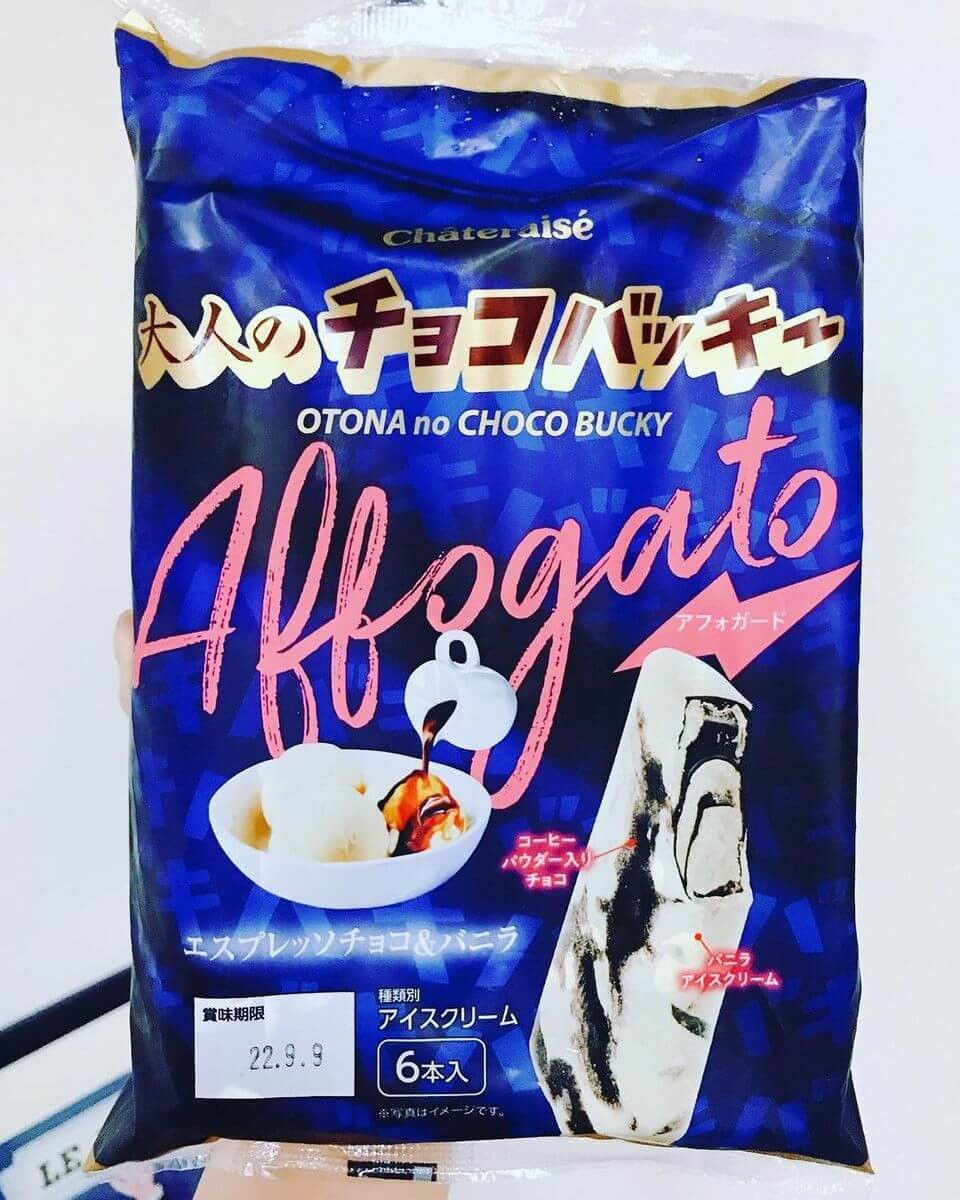 Châteraisé
大人のチョコバッキー
OTONA no CHOCO BUCKY
Affogato
アフォガード
コーヒー
パウダー入り
チョコ
バニラ
アイスクリーム
エスプレッソチョコ&バニラ
賞味期限
22.9.9
種類別
アイスクリーム
6本入
※写真はイメージです。
LE